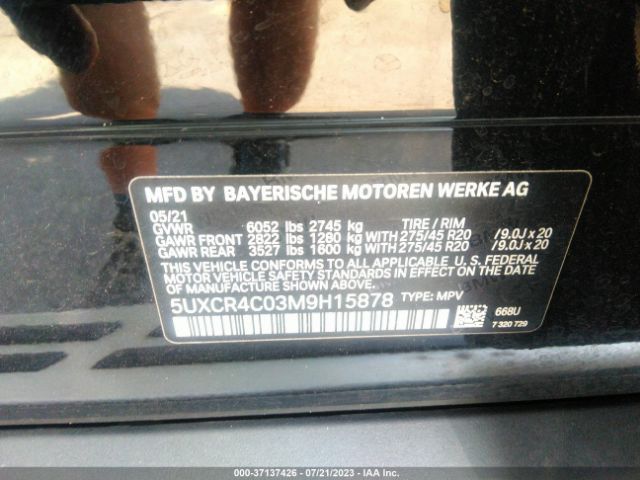 MFD BY BAYERISCHE MOTOREN WERKE AG
05/21
GVWR 6052 lbs 2745 kg TIRE / RIM
GAWR FRONT 2822 lbs 1280 kg WITH 275/45 R20 /9.0J x 20
GAWR REAR 3527 lbs 1600 kg WITH 275/45 R20 /9.0J x 20
THIS VEHICLE CONFORMS TO ALL APPLICABLE U.S. FEDERAL
MOTOR VEHICLE SAFETY STANDARDS IN EFFECT ON THE DATE
OF MANUFACTURE SHOWN ABOVE.
5UXCR4C03M9H15878 TYPE: MPV
668U
7 320 729
000-37137426 - 07/21/2023 - IAA Inc.